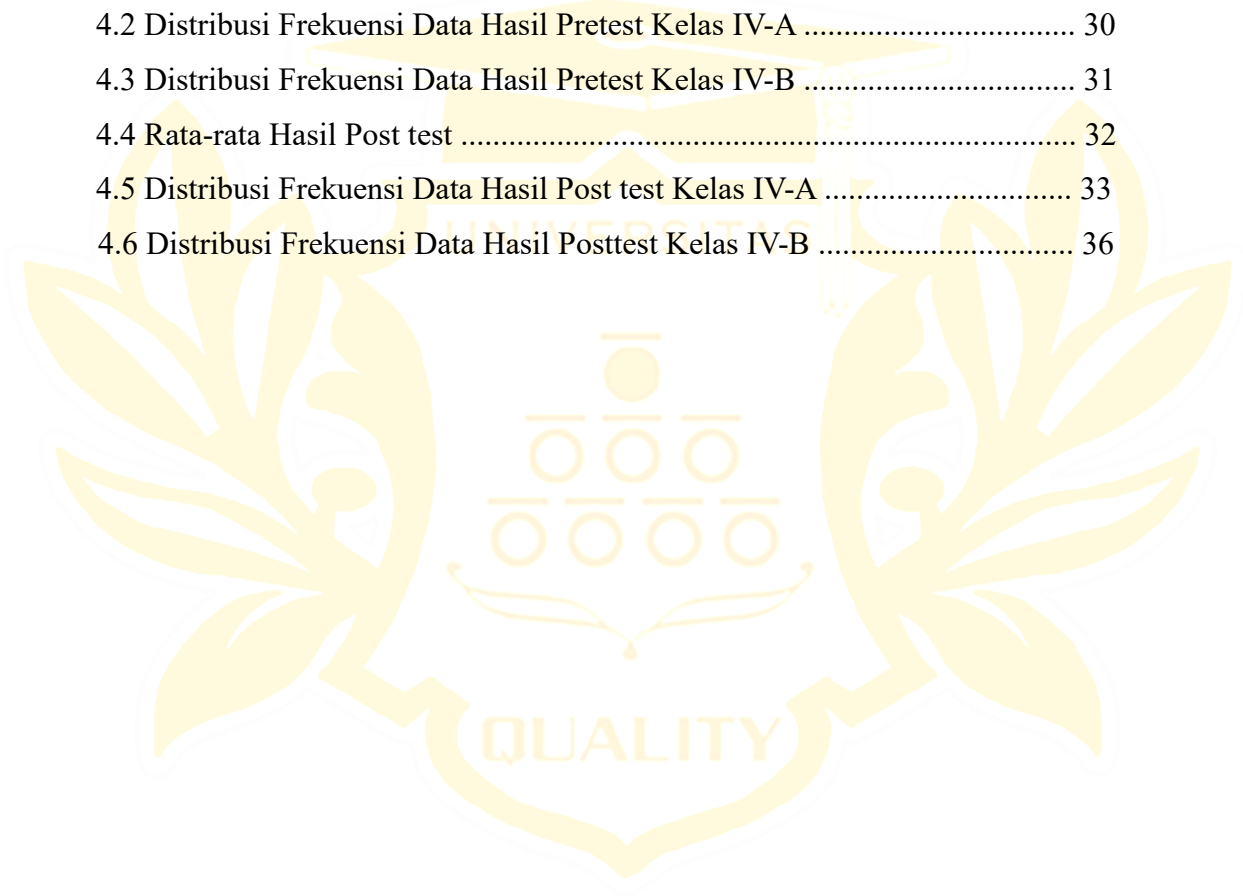 4.2 Distribusi Frekuensi Data Hasil Pretest Kelas IV-A .................................. 30
4.3 Distribusi Frekuensi Data Hasil Pretest Kelas IV-B .................................. 31
4.4 Rata-rata Hasil Post test ............................................................................. 32
4.5 Distribusi Frekuensi Data Hasil Post test Kelas IV-A ............................... 33
UNIVERSITAS
4.6 Distribusi Frekuensi Data Hasil Posttest Kelas IV-B ................................ 36
QUALITY